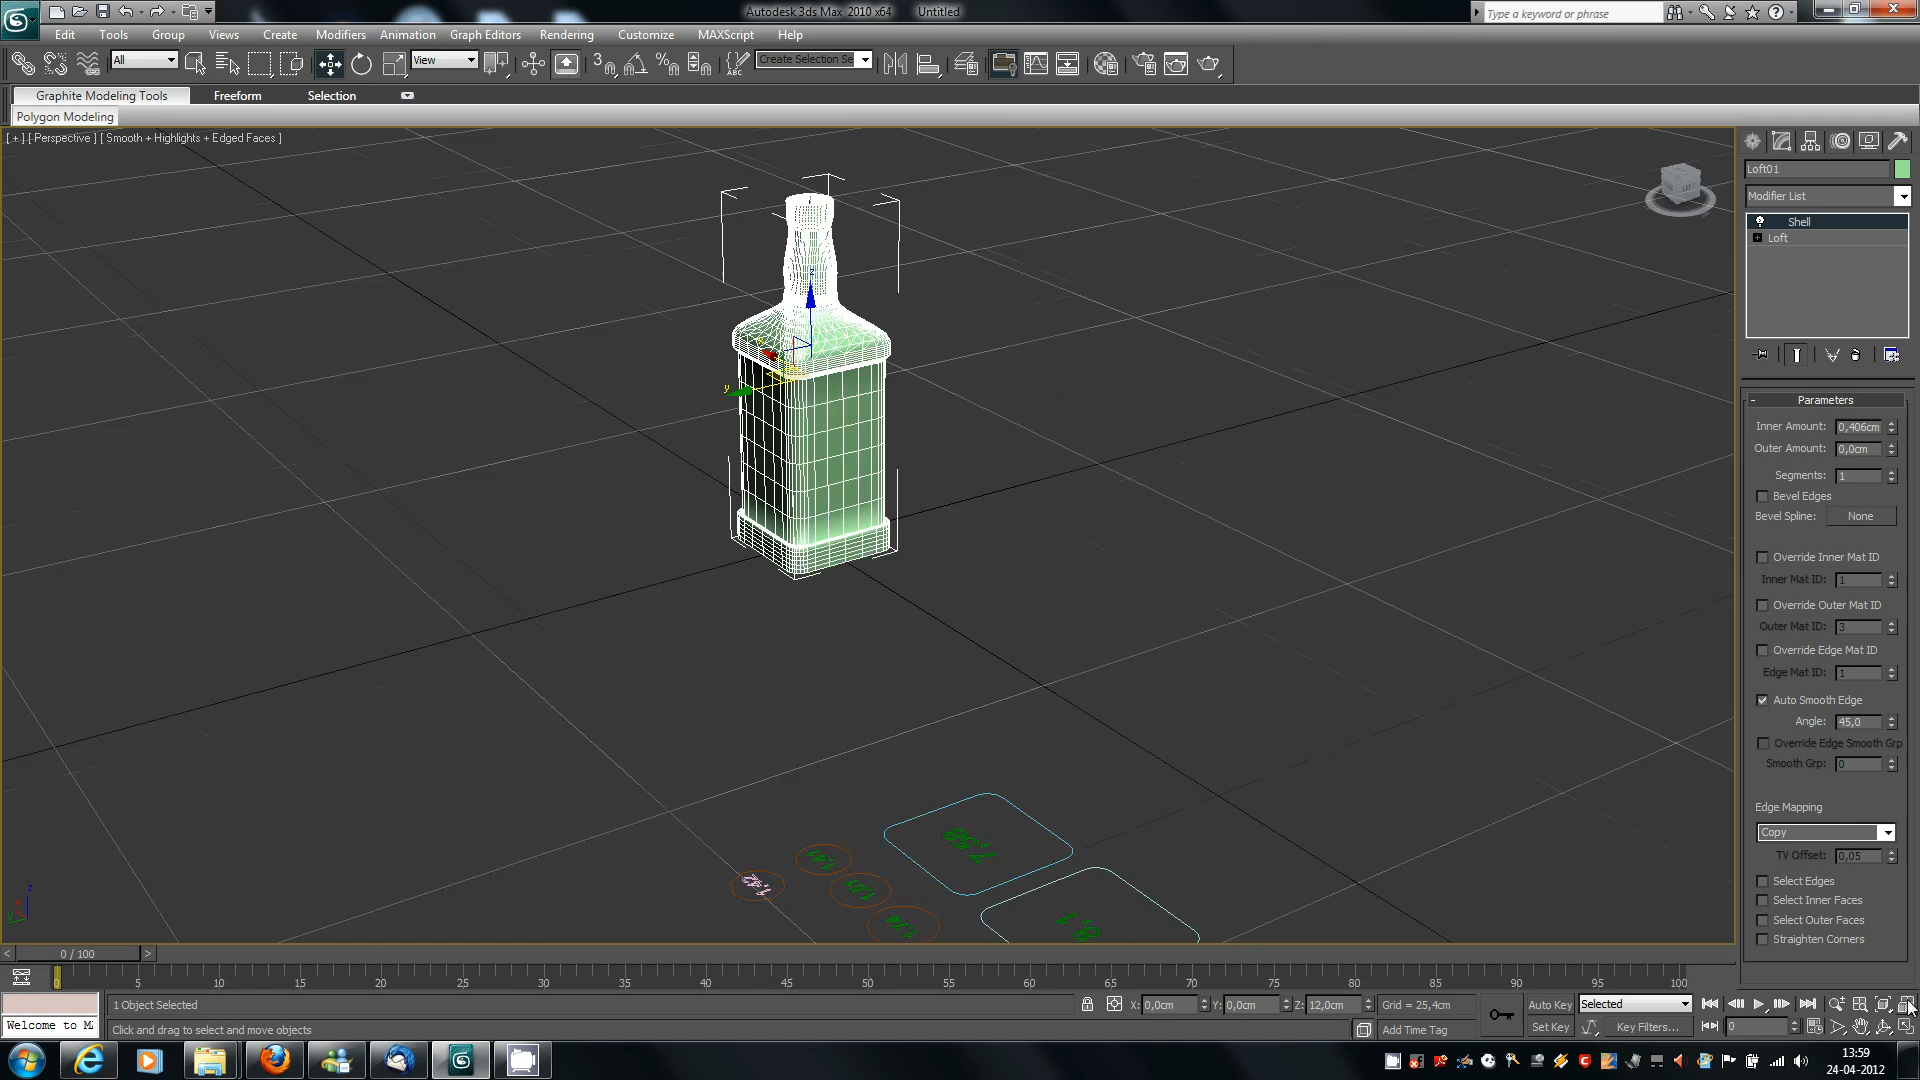 Autodesk 3ds Max 2010 x64 Untitled
Type a keyword or phrase
Edit Tools Group Views Create Modifiers Animation Graph Editors Rendering Customize MAXScript Help
All
View
Create Selection Se
Graphite Modeling Tools Freeform Selection
Polygon Modeling
[ + ] [ Perspective ] [ Smooth + Highlights + Edged Faces ]
Loft01
Modifier List
Shell
Loft
Parameters
Inner Amount: 0,406cm
Outer Amount: 0,0cm
Segments: 1
Bevel Edges
Bevel Spline: None
Override Inner Mat ID
Inner Mat ID: 1
Override Outer Mat ID
Outer Mat ID: 3
Override Edge Mat ID
Edge Mat ID: 1
Auto Smooth Edge
Angle: 45,0
Override Edge Smooth Grp
Smooth Grp: 0
Edge Mapping
Copy
TV Offset: 0,05
Select Edges
Select Inner Faces
Select Outer Faces
Straighten Corners
z
y
z
y
0 / 100
0 5 10 15 20 25 30 35 40 45 50 55 60 65 70 75 80 85 90 95 100
1 Object Selected
X: 0,0cm Y: 0,0cm Z: 12,0cm Grid = 25,4cm
Auto Key Selected
Welcome to M
Click and drag to select and move objects
Add Time Tag
Set Key Key Filters... 0
13:59
24-04-2012